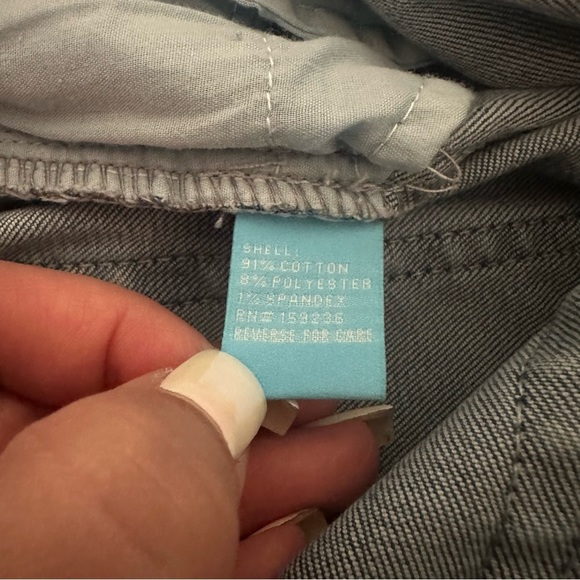 SHELL:
91% COTTON
8% POLYESTER
1% SPANDEX
RN# 159236
REVERSE FOR CARE